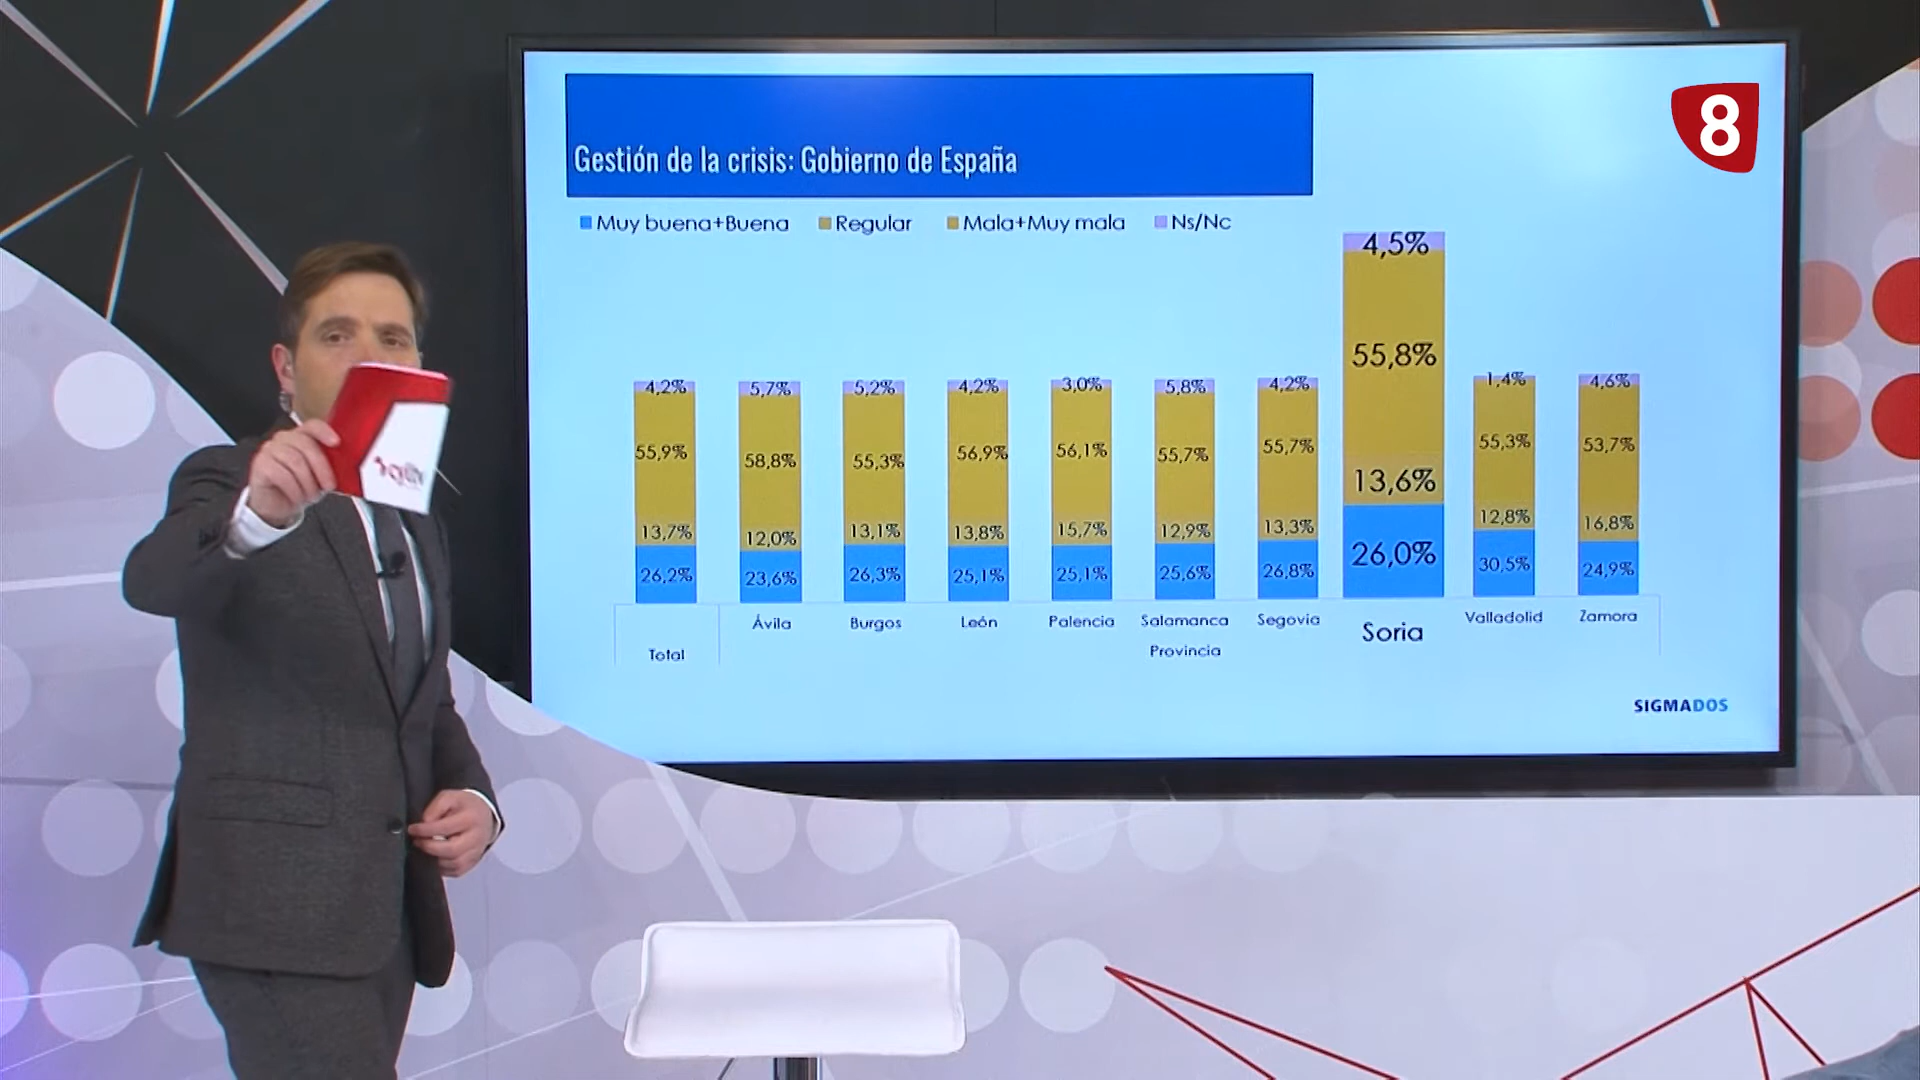 8
Gestión de la crisis: Gobierno de España
Muy buena+Buena Regular Mala+Muy mala Ns/Nc
4,2% 5,7% 5,2% 4,2% 3,0% 5,8% 4,2% 4,5% 1,4% 4,6%
55,9% 58,8% 55,3% 56,9% 56,1% 55,7% 55,7% 55,8% 55,3% 53,7%
13,7% 12,0% 13,1% 13,8% 15,7% 12,9% 13,3% 13,6% 12,8% 16,8%
26,2% 23,6% 26,3% 25,1% 25,1% 25,6% 26,8% 26,0% 30,5% 24,9%
Ávila Burgos León Palencia Salamanca Segovia Soria Valladolid Zamora
Total Provincia
SIGMADOS